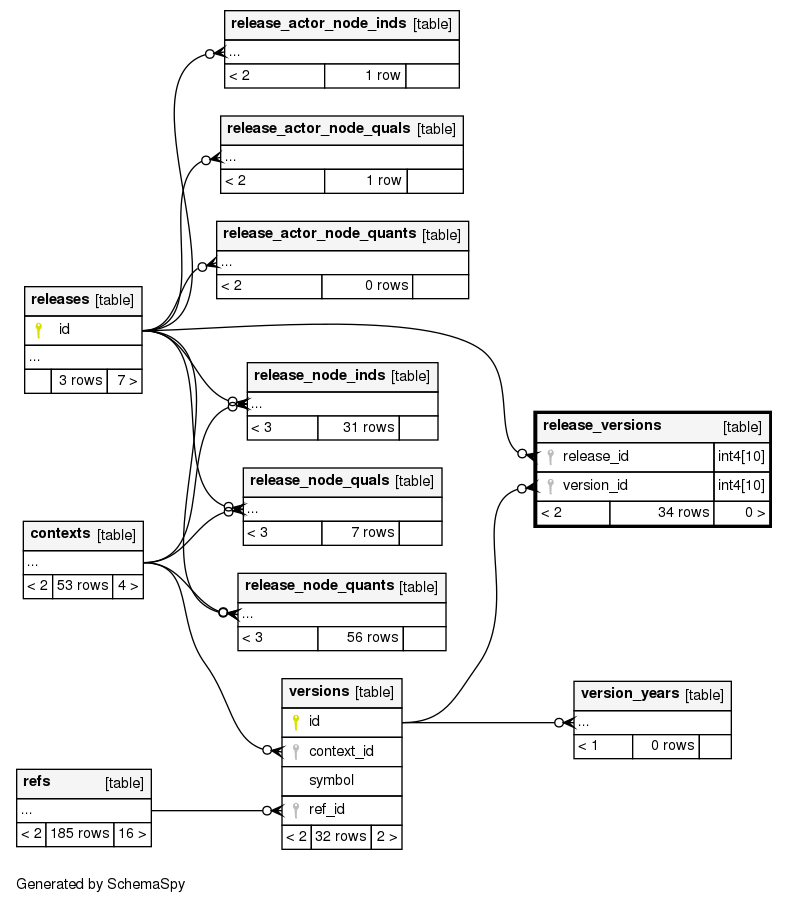 release_actor_node_inds [table]
...
< 2 1 row
release_actor_node_quals [table]
...
< 2 1 row
release_actor_node_quants [table]
...
< 2 0 rows
releases [table]
id
...
3 rows 7 >
release_node_inds [table]
...
< 3 31 rows
release_versions [table]
release_id int4[10]
version_id int4[10]
< 2 34 rows 0 >
release_node_quals [table]
...
< 3 7 rows
contexts [table]
...
< 2 53 rows 4 >
release_node_quants [table]
...
< 3 56 rows
versions [table]
id
context_id
symbol
ref_id
< 2 32 rows 2 >
version_years [table]
...
< 1 0 rows
refs [table]
...
< 2 185 rows 16 >
Generated by SchemaSpy